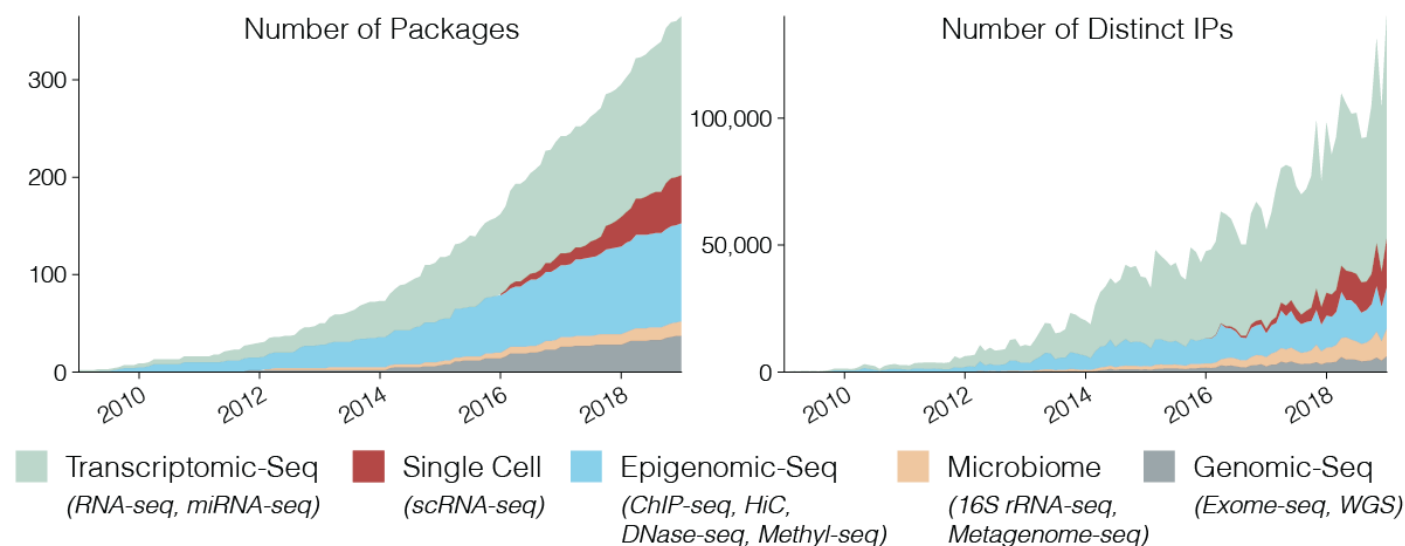 Number of Packages
300
200
100
0
2010
2012
2014
2016
2018
Number of Distinct IPs
100,000
50,000
0
2010
2012
2014
2016
2018
Transcriptomic-Seq
(RNA-seq, miRNA-seq)
Single Cell
(scRNA-seq)
Epigenomic-Seq
(ChIP-seq, HiC,
DNase-seq, Methyl-seq)
Microbiome
(16S rRNA-seq,
Metagenome-seq)
Genomic-Seq
(Exome-seq, WGS)